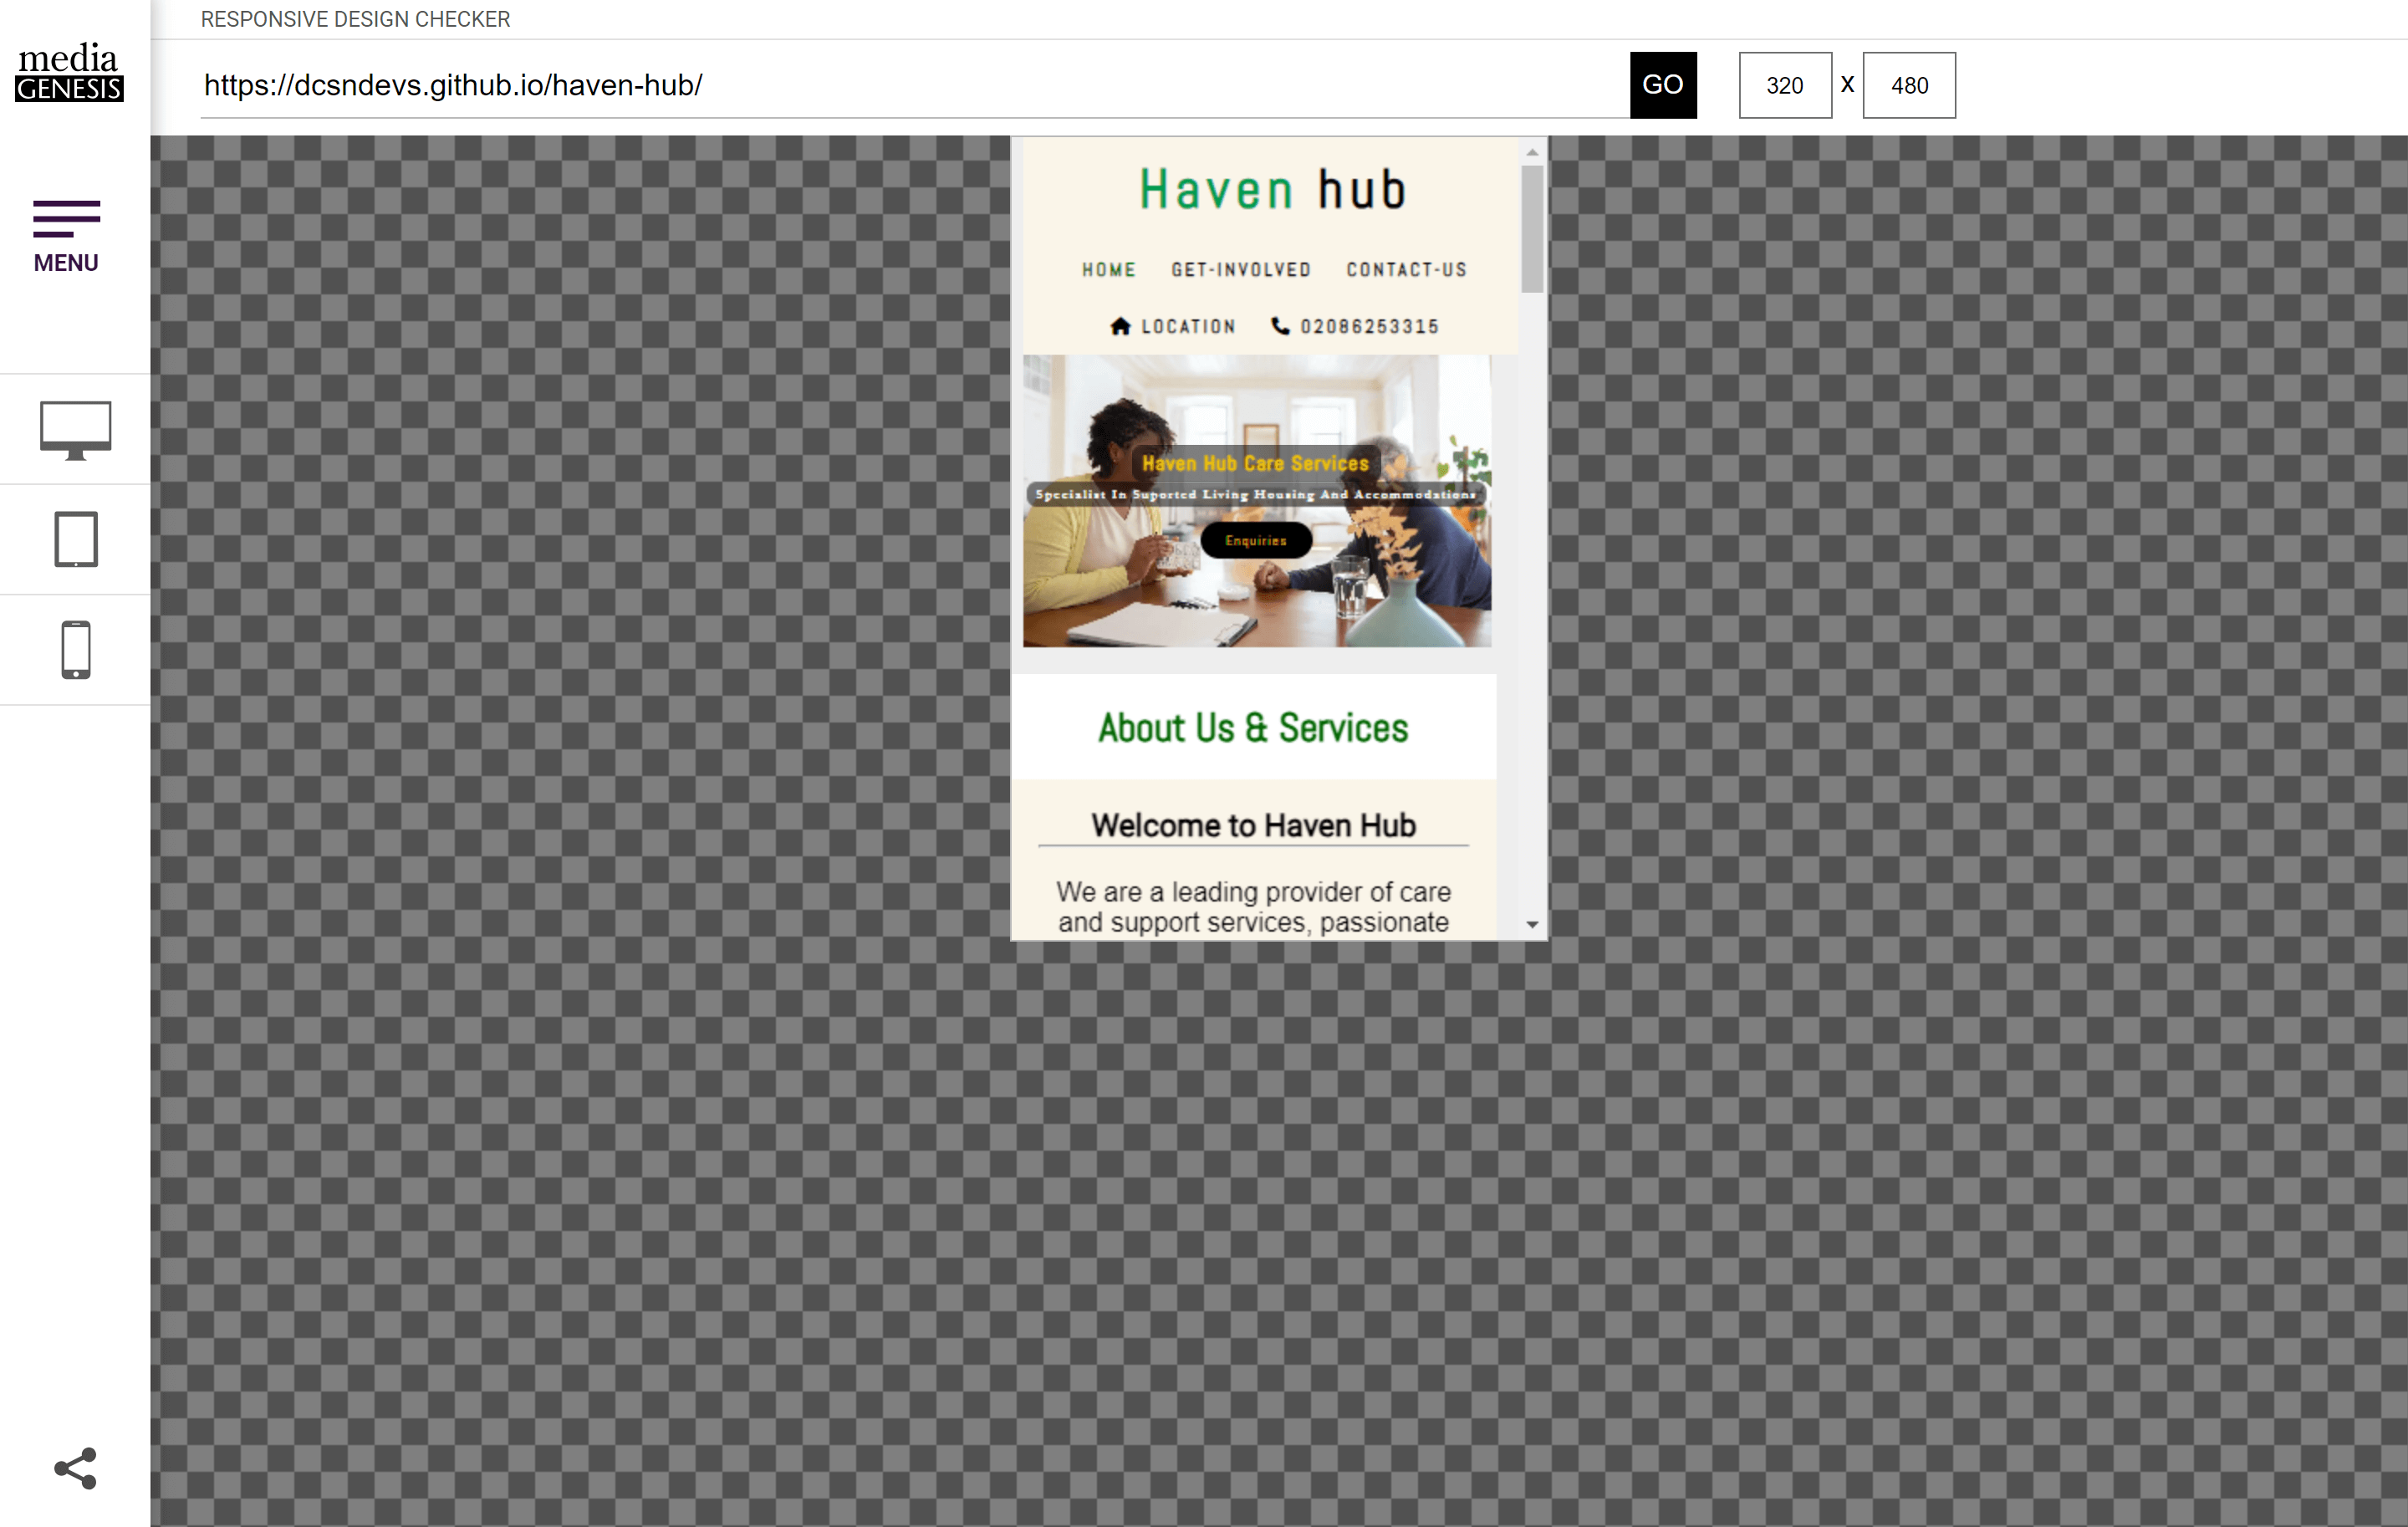 RESPONSIVE DESIGN CHECKER
media
GENESIS
https://dcsndevs.github.io/haven-hub/
GO
320 X 480
MENU
Haven hub
HOME GET-INVOLVED CONTACT-US
LOCATION 02086253315
Haven Hub Care Services
Specialist In Suported Living Housing And Accommodations
Enquiries
About Us & Services
Welcome to Haven Hub
We are a leading provider of care
and support services, passionate